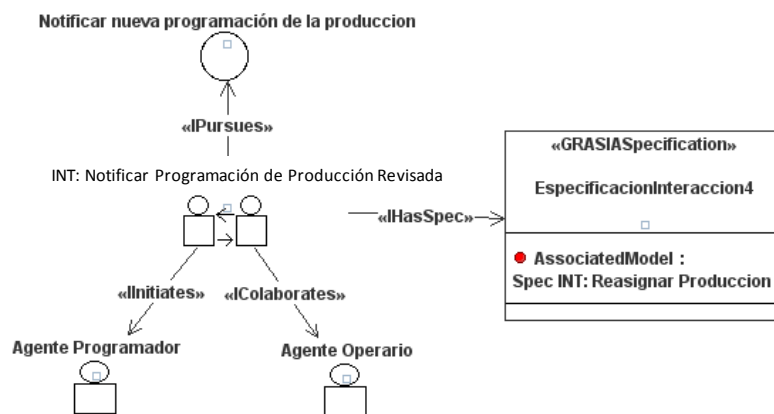 Notificar nueva programación de la produccion
«IPursues»
INT: Notificar Programación de Producción Revisada
«IHasSpec»
«GRASIASpecification»
EspecificacionInteraccion4
AssociatedModel :
Spec INT: Reasignar Produccion
«IInitiates»
«IColaborates»
Agente Programador
Agente Operario